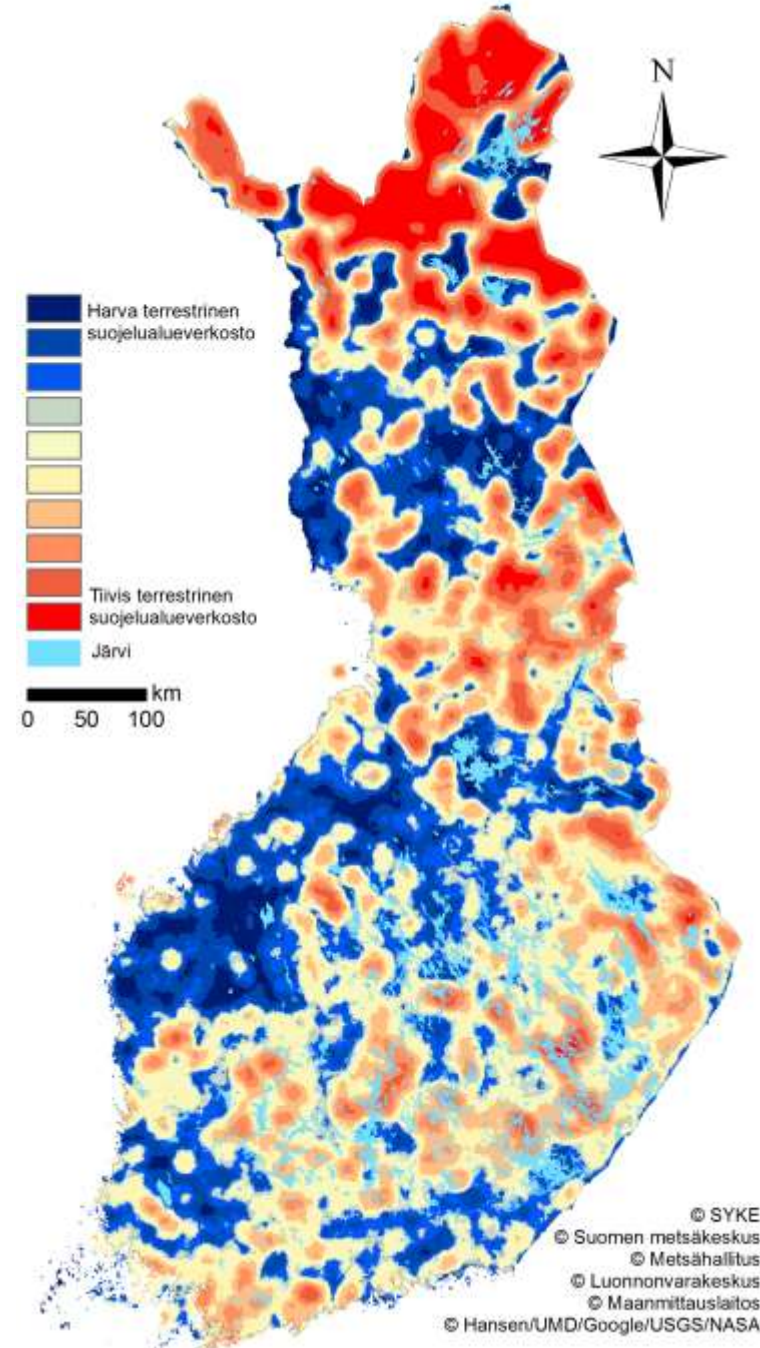 N
Harva terrestrinen
suojelualueverkosto
Tiivis terrestrinen
suojelualueverkosto
Järvi
km
0 50 100
© SYKE
© Suomen metsäkeskus
© Metsähallitus
© Luonnonvarakeskus
© Maanmittauslaitos
© Hansen/UMD/Google/USGS/NASA